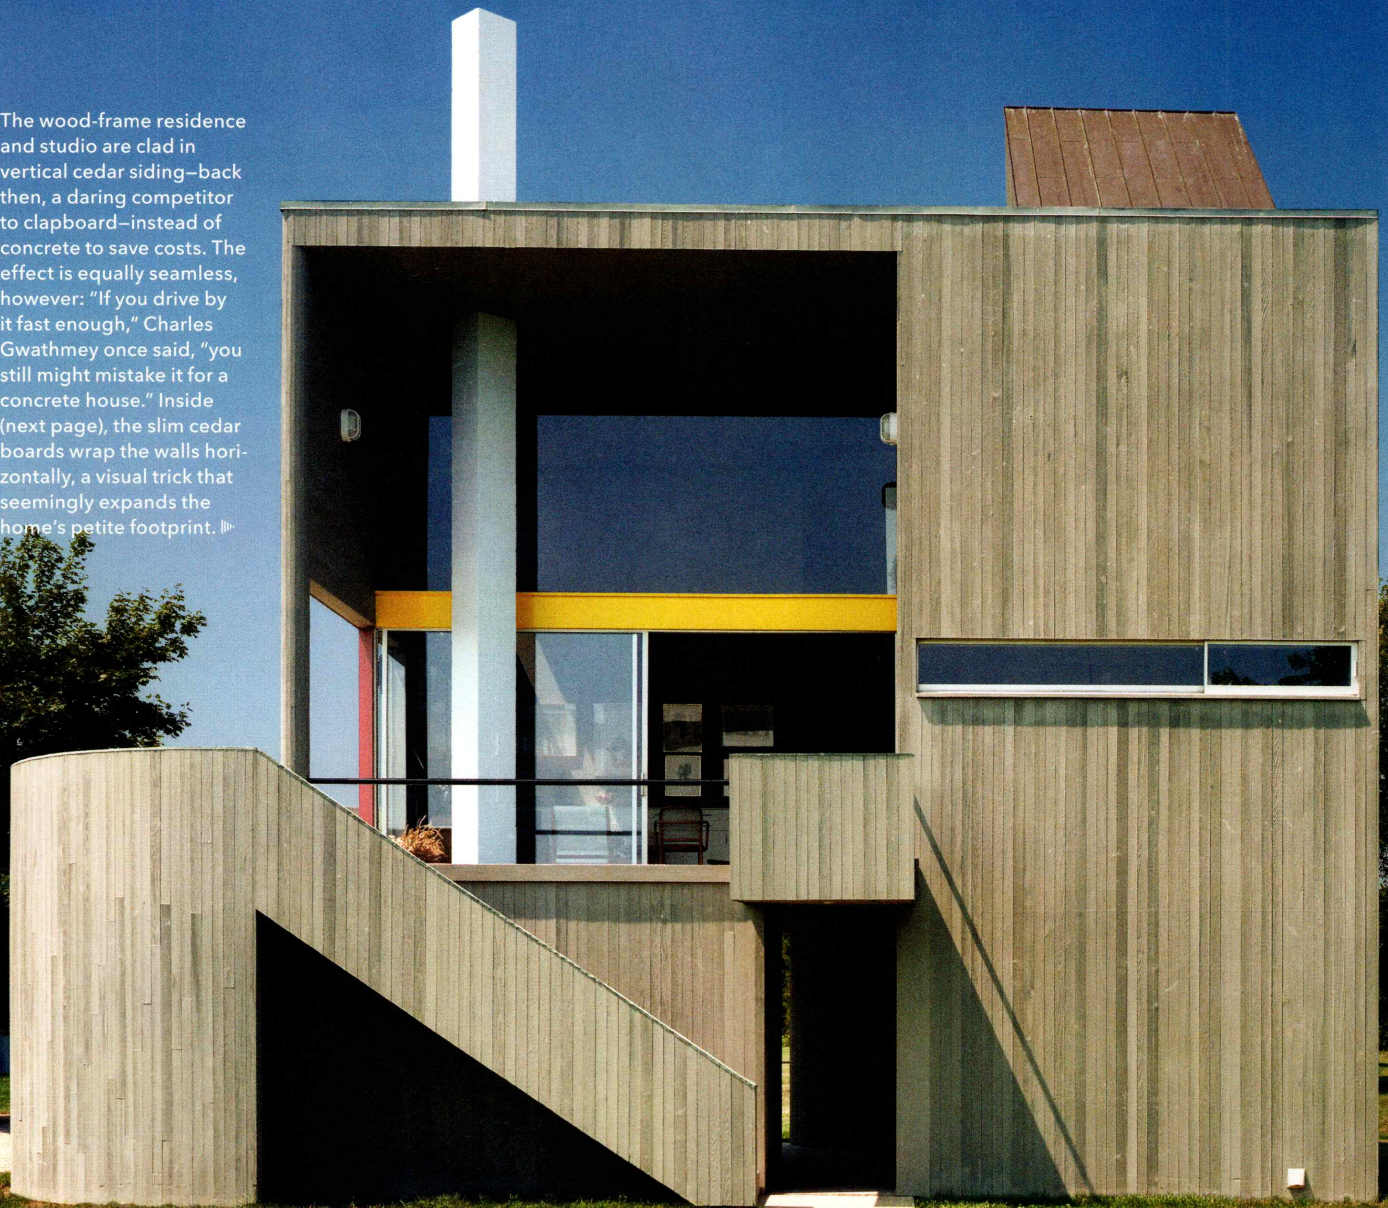 The wood-frame residence
and studio are clad in
vertical cedar siding—back
then, a daring competitor
to clapboard—instead of
concrete to save costs. The
effect is equally seamless,
however: “If you drive by
it fast enough,” Charles
Gwathmey once said, “you
still might mistake it for a
concrete house.” Inside
(next page), the slim cedar
boards wrap the walls hori-
zontally, a visual trick that
seemingly expands the
home’s petite footprint.